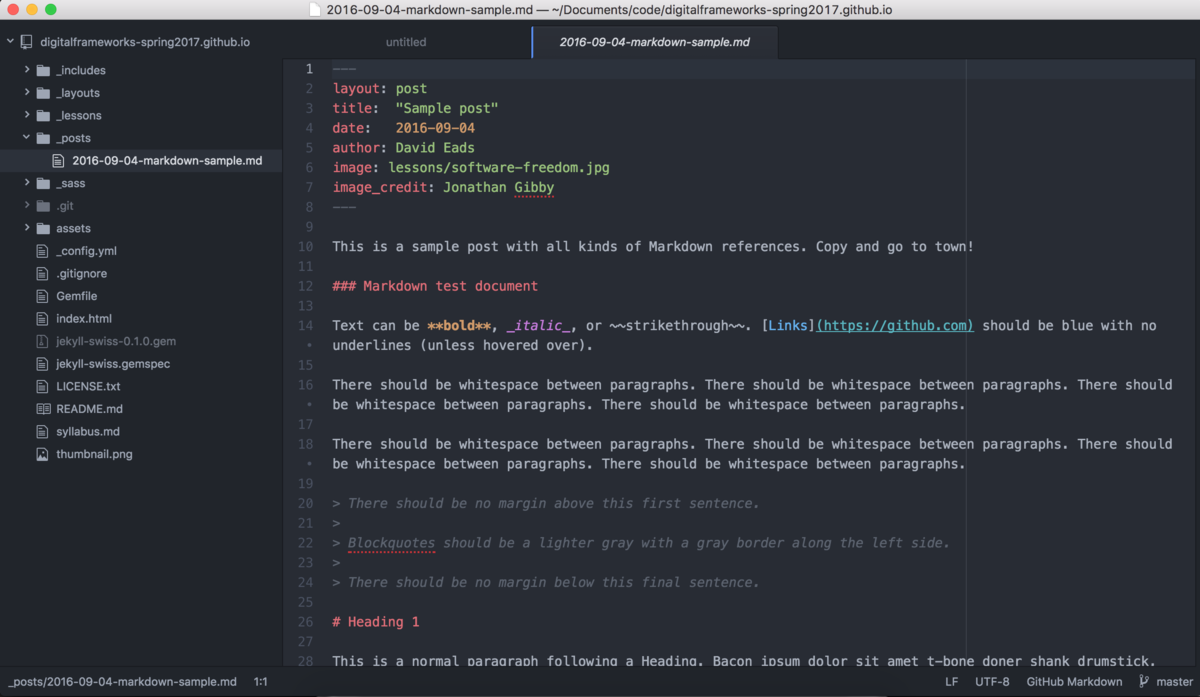 2016-09-04-markdown-sample.md — ~/Documents/code/digitalframeworks-spring2017.github.io
digitalframeworks-spring2017.github.io
_includes
_layouts
_lessons
_posts
2016-09-04-markdown-sample.md
_sass
.git
assets
_config.yml
.gitignore
Gemfile
index.html
jekyll-swiss-0.1.0.gem
jekyll-swiss.gemspec
LICENSE.txt
README.md
syllabus.md
thumbnail.png
untitled
2016-09-04-markdown-sample.md
1 ---
2 layout: post
3 title:  "Sample post"
4 date:   2016-09-04
5 author: David Eads
6 image: lessons/software-freedom.jpg
7 image_credit: Jonathan Gibby
8 ---
9
10 This is a sample post with all kinds of Markdown references. Copy and go to town!
11
12 ### Markdown test document
13
14 Text can be **bold**, _italic_, or ~~strikethrough~~. [Links](https://github.com) should be blue with no
• underlines (unless hovered over).
15
16 There should be whitespace between paragraphs. There should be whitespace between paragraphs. There should
• be whitespace between paragraphs. There should be whitespace between paragraphs.
17
18 There should be whitespace between paragraphs. There should be whitespace between paragraphs. There should
• be whitespace between paragraphs. There should be whitespace between paragraphs.
19
20 > There should be no margin above this first sentence.
21 >
22 > Blockquotes should be a lighter gray with a gray border along the left side.
23 >
24 > There should be no margin below this final sentence.
25
26 # Heading 1
27
28 This is a normal paragraph following a Heading. Bacon ipsum dolor sit amet t-bone doner shank drumstick,
_posts/2016-09-04-markdown-sample.md 1:1
LF UTF-8 GitHub Markdown master